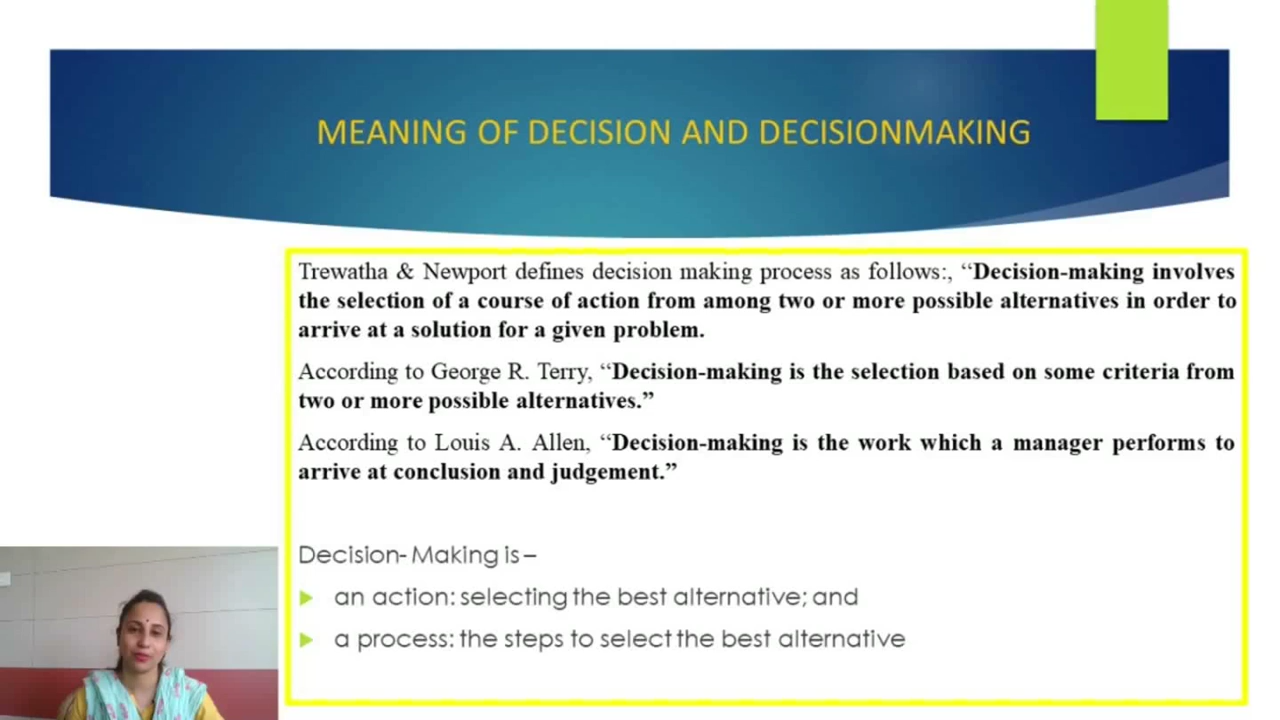 MEANING OF DECISION AND DECISIONMAKING
Trewatha & Newport defines decision making process as follows:, “Decision-making involves
the selection of a course of action from among two or more possible alternatives in order to
arrive at a solution for a given problem.
According to George R. Terry, “Decision-making is the selection based on some criteria from
two or more possible alternatives.”
According to Louis A. Allen, “Decision-making is the work which a manager performs to
arrive at conclusion and judgement.”
Decision- Making is –
an action: selecting the best alternative; and
a process: the steps to select the best alternative